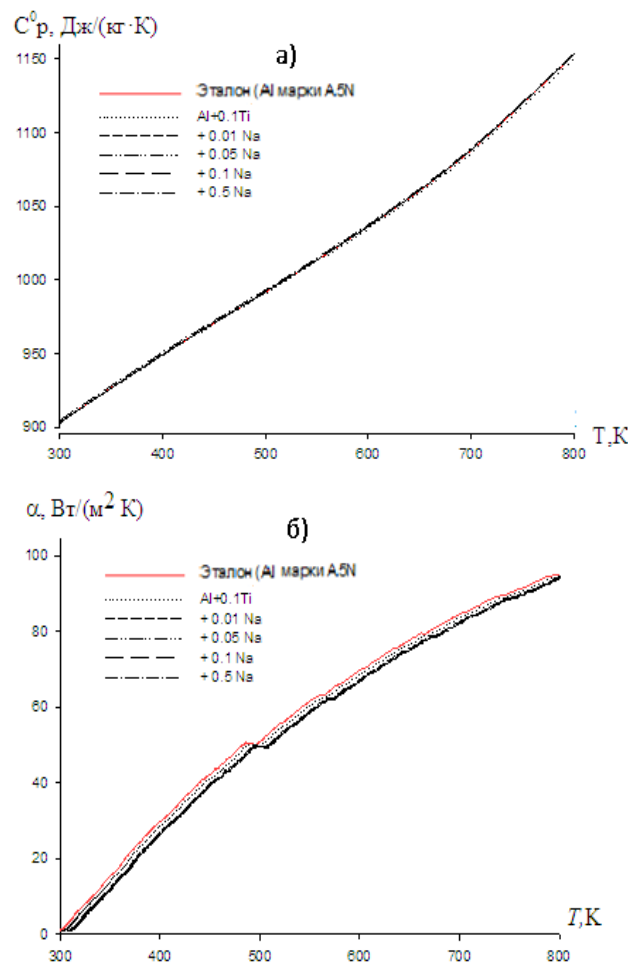 C⁰p, Дж/(кг·К)
а)
1150
1100
1050
1000
950
900
Эталон (Al марки A5N
Al+0.1Ti
+ 0.01 Na
+ 0.05 Na
+ 0.1 Na
+ 0.5 Na
300 400 500 600 700 800
Т,К
α, Вт/(м² К)
б)
100
80
60
40
20
0
Эталон (Al марки A5N
Al+0.1Ti
+ 0.01 Na
+ 0.05 Na
+ 0.1 Na
+ 0.5 Na
300 400 500 600 700 800
T,К